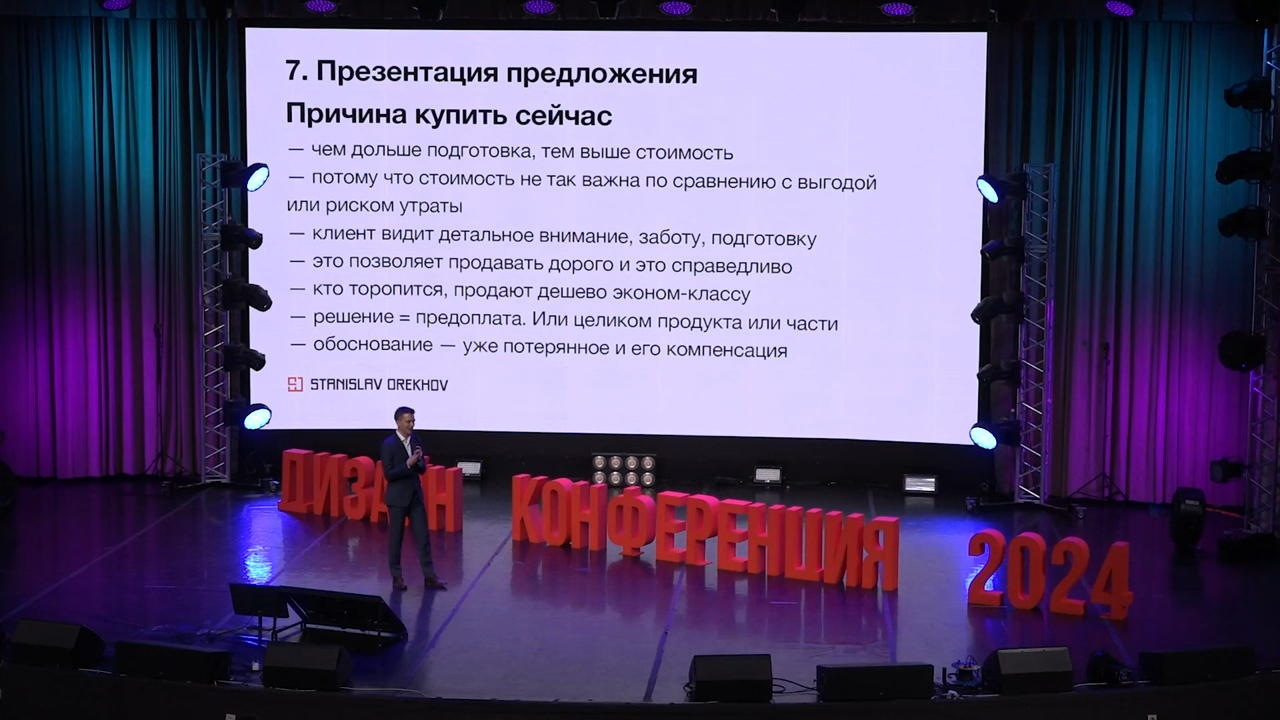 7. Презентация предложения
Причина купить сейчас
— чем дольше подготовка, тем выше стоимость
— потому что стоимость не так важна по сравнению с выгодой
или риском утраты
— клиент видит детальное внимание, заботу, подготовку
— это позволяет продавать дорого и это справедливо
— кто торопится, продают дешево эконом-классу
— решение = предоплата. Или целиком продукта или части
— обоснование — уже потерянное и его компенсация
STANISLAV OREKHOV
ДИЗАЙН КОНФЕРЕНЦИЯ 2024